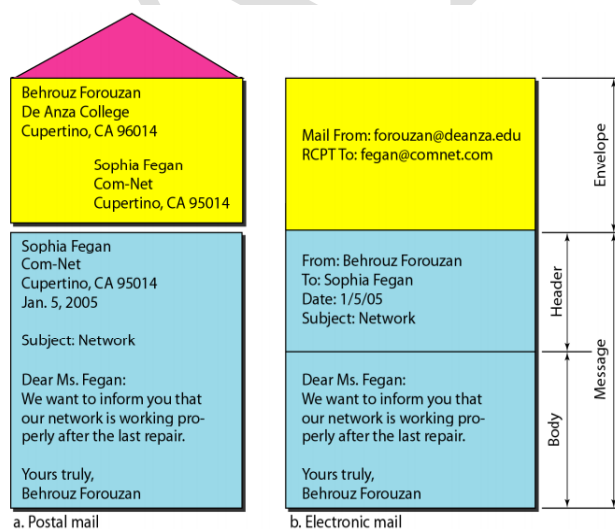 Behrouz Forouzan
De Anza College
Cupertino, CA 96014
Sophia Fegan
Com-Net
Cupertino, CA 95014
Sophia Fegan
Com-Net
Cupertino, CA 95014
Jan. 5, 2005
Subject: Network
Dear Ms. Fegan:
We want to inform you that
our network is working pro-
perly after the last repair.
Yours truly,
Behrouz Forouzan
a. Postal mail
Mail From: forouzan@deanza.edu
RCPT To: fegan@comnet.com
From: Behrouz Forouzan
To: Sophia Fegan
Date: 1/5/05
Subject: Network
Dear Ms. Fegan:
We want to inform you that
our network is working pro-
perly after the last repair.
Yours truly,
Behrouz Forouzan
b. Electronic mail
Envelope
Header
Body
Message